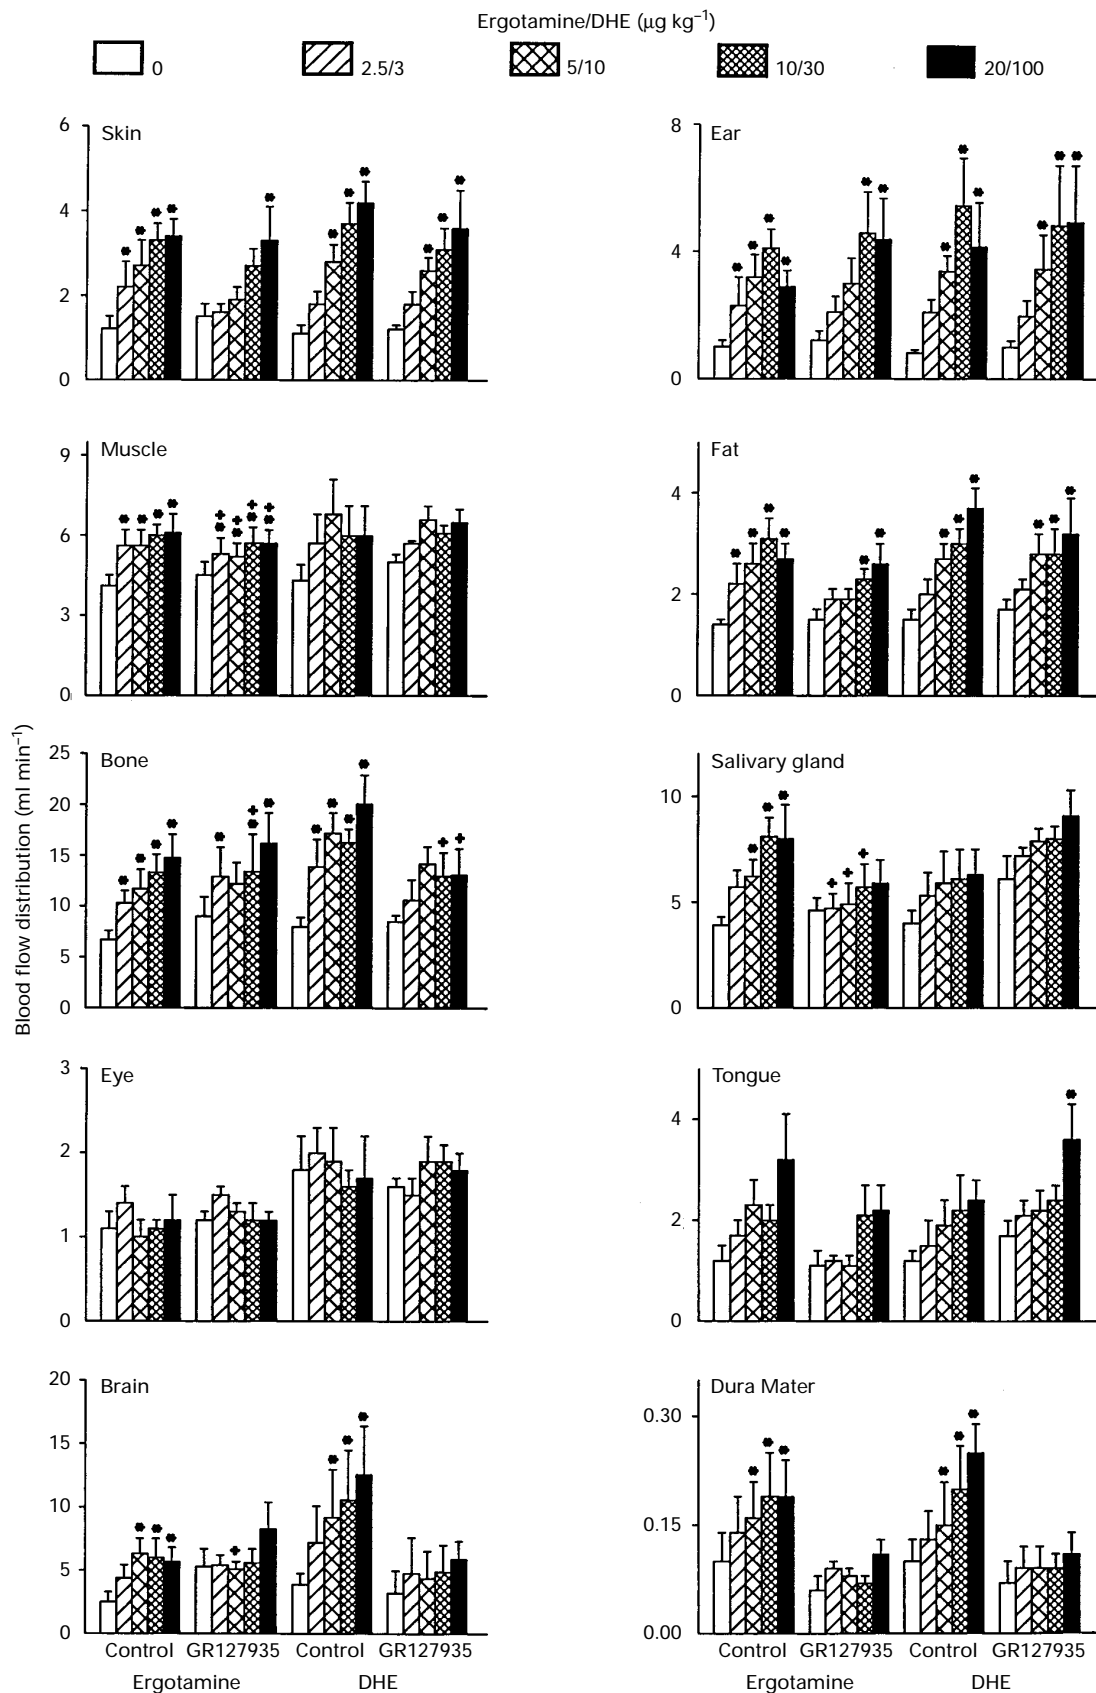 Ergotamine/DHE (μg kg⁻¹)
0 2.5/3 5/10 10/30 20/100
Skin
6
4
2
0
Ear
8
4
0
Muscle
9
6
3
0
Fat
4
2
0
Blood flow distribution (ml min⁻¹)
Bone
25
20
15
10
5
0
Salivary gland
10
5
0
Eye
3
2
1
0
Tongue
4
2
0
Brain
20
15
10
5
0
Control GR127935 Control GR127935
Ergotamine DHE
Dura Mater
0.30
0.15
0.00
Control GR127935 Control GR127935
Ergotamine DHE